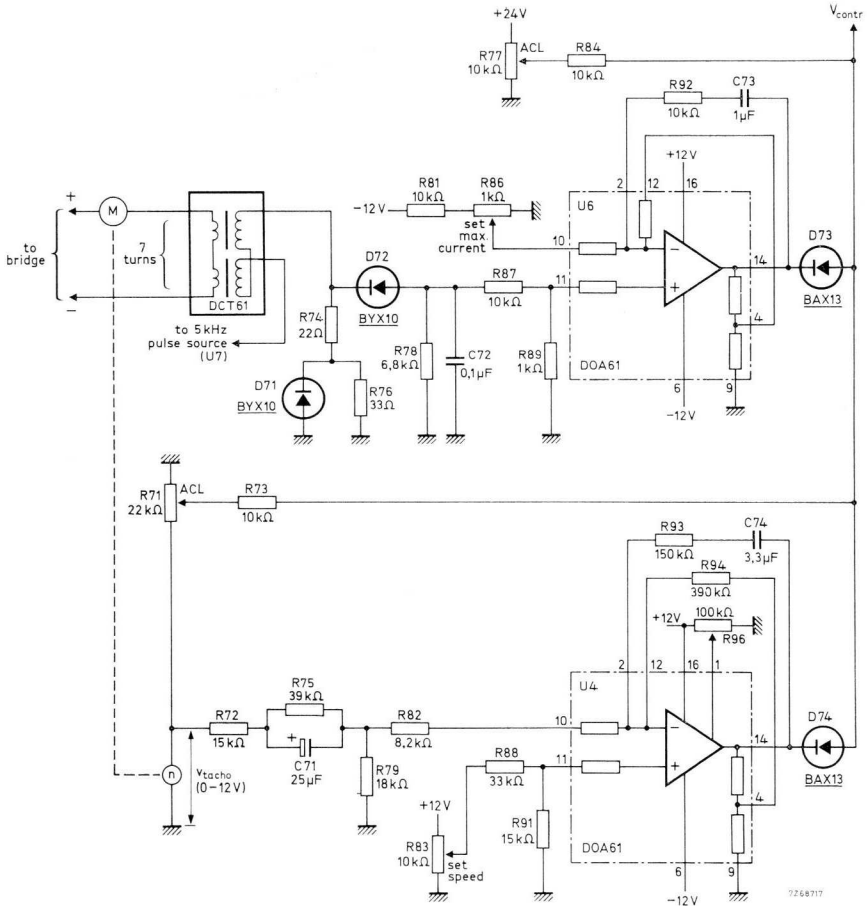 +24V
V contr
R77
10kΩ
ACL
R84
10kΩ
R92
10kΩ
C73
1µF
+12V
2
12
16
+
M
to
bridge
7
turns
−
DCT61
to 5kHz
pulse source
(U7)
R81
10kΩ
R86
1kΩ
-12V
set
max.
current
10
U6
−
14
D73
BAX13
D72
BYX10
R87
10kΩ
11
+
4
R74
22Ω
R78
6,8kΩ
C72
0,1µF
R89
1kΩ
DOA61
6
9
-12V
D71
BYX10
R76
33Ω
R71
22kΩ
ACL
R73
10kΩ
R93
150kΩ
C74
3,3µF
R94
390kΩ
100kΩ
+12V
R96
2
12
16
1
U4
R75
39kΩ
R72
15kΩ
+
C71
25µF
R82
8,2kΩ
10
−
14
D74
BAX13
n
Vtacho
(0-12V)
−
R79
18kΩ
R88
33kΩ
11
+
4
+12V
R83
10kΩ
set
speed
R91
15kΩ
DOA61
6
9
-12V
7Z68717